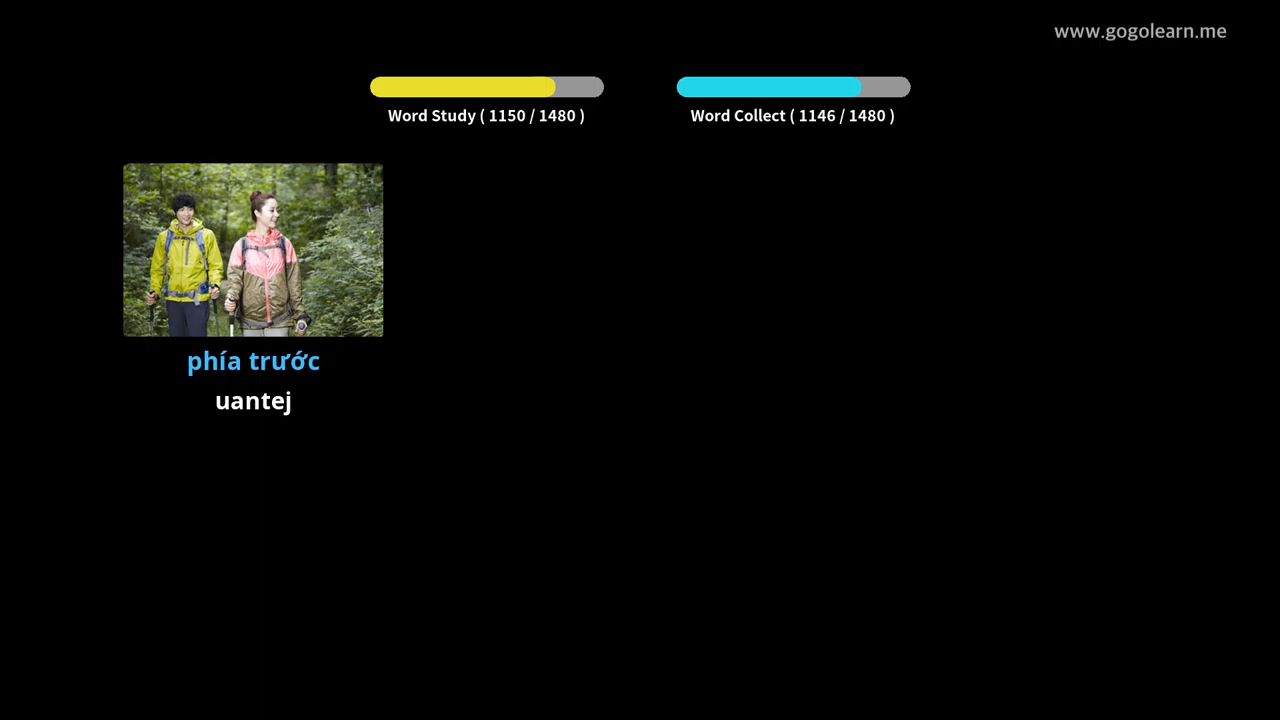 www.gogolearn.me
Word Study ( 1150 / 1480 )
Word Collect ( 1146 / 1480 )
phía trước
uantej